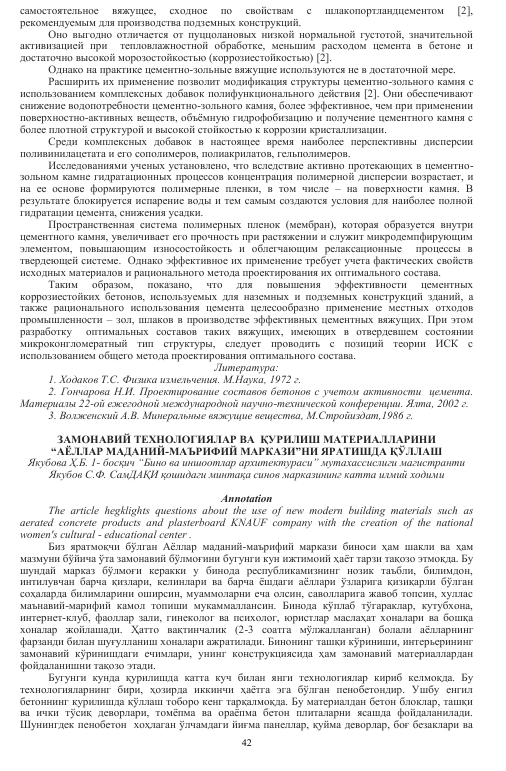 самостоятельное вяжущее, сходное по свойствам с шлакопортландцементом [2],
рекомендуемым для производства подземных конструкций.
Оно выгодно отличается от пуццолановых низкой нормальной густотой, значительной
активизацией при тепловлажностной обработке, меньшим расходом цемента в бетоне и
достаточно высокой морозостойкостью (коррозиестойкостью) [2].
Однако на практике цементно-зольные вяжущие используются не в достаточной мере.
Расширить их применение позволит модификация структуры цементно-зольного камня с
использованием комплексных добавок полифункционального действия [2]. Они обеспечивают
снижение водопотребности цементно-зольного камня, более эффективное, чем при применении
поверхностно-активных веществ, объёмную гидрофобизацию и получение цементного камня с
более плотной структурой и высокой стойкостью к коррозии кристаллизации.
Среди комплексных добавок в настоящее время наиболее перспективны дисперсии
поливинилацетата и его сополимеров, полиакрилатов, гельполимеров.
Исследованиями ученых установлено, что вследствие активно протекающих в цементно-
зольном камне гидратационных процессов концентрация полимерной дисперсии возрастает, и
на ее основе формируются полимерные пленки, в том числе – на поверхности камня. В
результате блокируется испарение воды и тем самым создаются условия для наиболее полной
гидратации цемента, снижения усадки.
Пространственная система полимерных пленок (мембран), которая образуется внутри
цементного камня, увеличивает его прочность при растяжении и служит микродемпфирующим
элементом, повышающим износостойкость и облегчающим релаксационные процессы в
твердеющей системе. Однако эффективное их применение требует учета фактических свойств
исходных материалов и рационального метода проектирования их оптимального состава.
Таким образом, показано, что для повышения эффективности цементных
коррозиестойких бетонов, используемых для наземных и подземных конструкций зданий, а
также рационального использования цемента целесообразно применение местных отходов
промышленности – зол, шлаков в производстве эффективных цементных вяжущих. При этом
разработку оптимальных составов таких вяжущих, имеющих в отвердевшем состоянии
микроконгломератный тип структуры, следует проводить с позиций теории ИСК с
использованием общего метода проектирования оптимального состава.
Литература:
1. Ходаков Т.С. Физика измельчения. М.Наука, 1972 г.
2. Гончарова Н.И. Проектирование составов бетонов с учетом активности цемента.
Материалы 22-ой ежегодной международной научно-технической конференции. Ялта, 2002 г.
3. Волженский А.В. Минеральные вяжущие вещества, М.Стройиздат,1986 г.
ЗАМОНАВИЙ ТЕХНОЛОГИЯЛАР ВА ҚУРИЛИШ МАТЕРИАЛЛАРИНИ
“АЁЛЛАР МАДАНИЙ-МАЪРИФИЙ МАРКАЗИ”НИ ЯРАТИШДА ҚЎЛЛАШ
Якубова Ҳ.Б. 1- босқич “Бино ва иншоотлар архитектураси” мутахассислиги магистранти
Якубов С.Ф. СамДАҚИ қошидаги минтақа синов марказининг катта илмий ходими
Annotation
The article hegklights questions about the use of new modern building materials such as
aerated concrete products and plasterboard KNAUF company with the creation of the national
women's cultural - educational center .
Биз яратмоқчи бўлган Аёллар маданий-маърифий маркази биноси ҳам шакли ва ҳам
мазмуни бўйича ўта замонавий бўлмоғини бугунги кун ижтимоий ҳаёт тарзи тақозо этмоқда. Бу
шундай марказ бўлмоғи керакки у бинода республикамизнинг нозик таъбли, билимдон,
интилувчан барча қизлари, келинлари ва барча ёшдаги аёллари ўзларига қизиқарли бўлган
соҳаларда билимларини оширсин, муаммоларни еча олсин, саволларига жавоб топсин, хуллас
маънавий-марифий камол топиши мукаммаллансин. Бинода кўплаб тўгараклар, кутубхона,
интернет-клуб, фаоллар зали, гинеколог ва психолог, юристлар маслаҳат хоналари ва бошқа
хоналар жойлашади. Ҳатто вақтинчалик (2-3 соатга мўлжалланган) болали аёлларнинг
фарзанди билан шуғулланиш хоналари ажратилади. Бинонинг ташқи кўриниши, интерьерининг
замонавий кўринишдаги ечимлари, унинг конструкциясида ҳам замонавий материаллардан
фойдаланишни тақозо этади.
Бугунги кунда қурилишда катта куч билан янги технологиялар кириб келмоқда. Бу
технологияларнинг бири, ҳозирда иккинчи ҳаётга эга бўлган пенобетондир. Ушбу енгил
бетоннинг қурилишда қўллаш тоборо кенг тарқалмоқда. Бу материалдан бетон блоклар, ташқи
ва ички тўсиқ деворлари, томёпма ва ораёпма бетон плиталарни ясашда фойдаланилади.
Шунингдек пенобетон хоҳлаган ўлчамдаги йиғма панеллар, қуйма деворлар, боғ безаклари ва
42